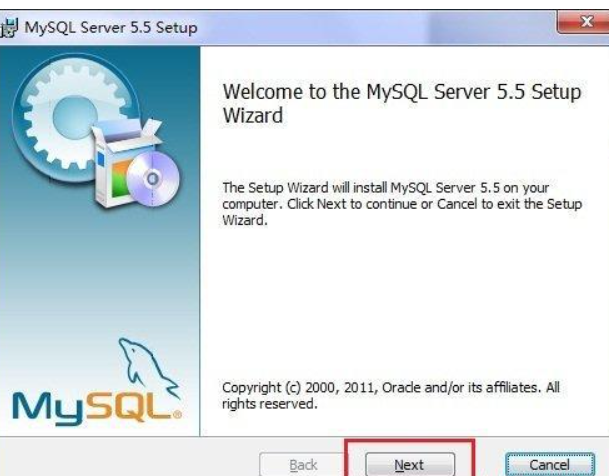 MySQL Server 5.5 Setup
Welcome to the MySQL Server 5.5 Setup
Wizard
The Setup Wizard will install MySQL Server 5.5 on your
computer. Click Next to continue or Cancel to exit the Setup
Wizard.
MySQL.
Copyright (c) 2000, 2011, Oracle and/or its affiliates. All
rights reserved.
Back Next Cancel